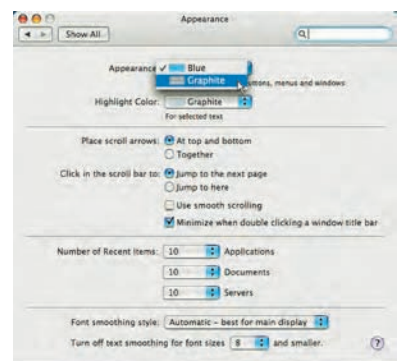 Appearance
Show All
Appearance ✓ Blue
Graphite
menus and windows
Highlight Color: Graphite
For selected text
Place scroll arrows: At top and bottom
Together
Click in the scroll bar to: Jump to the next page
Jump to here
Use smooth scrolling
Minimize when double clicking a window title bar
Number of Recent Items: 10 Applications
10 Documents
10 Servers
Font smoothing style: Automatic – best for main display
Turn off text smoothing for font sizes 8 and smaller.
?